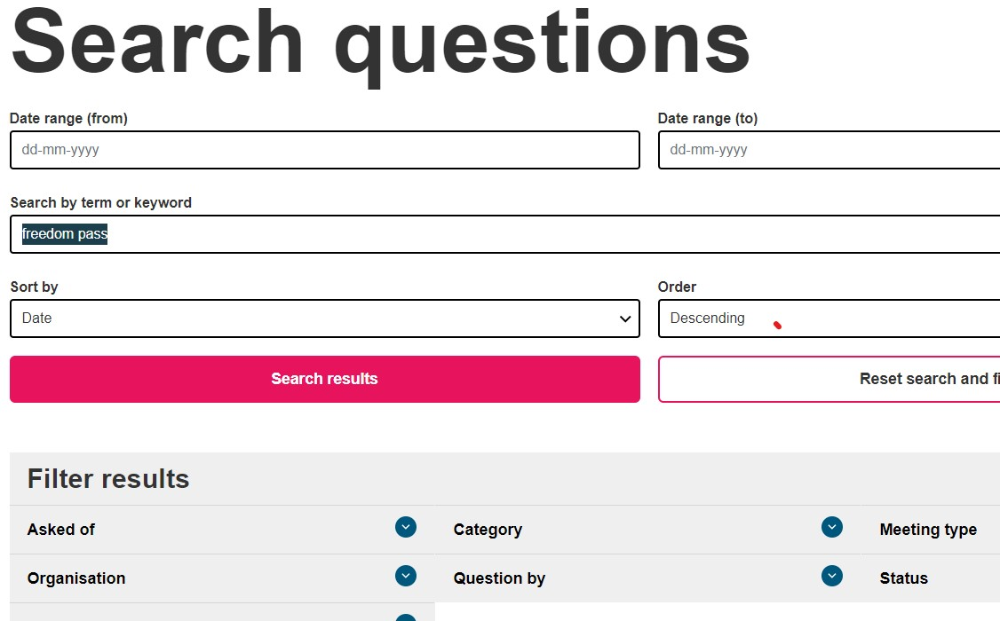 Search questions
Date range (from) Date range (to)
dd-mm-yyyy dd-mm-yyyy
Search by term or keyword
freedom pass
Sort by Order
Date Descending
Search results Reset search and fi
Filter results
Asked of Category Meeting type
Organisation Question by Status